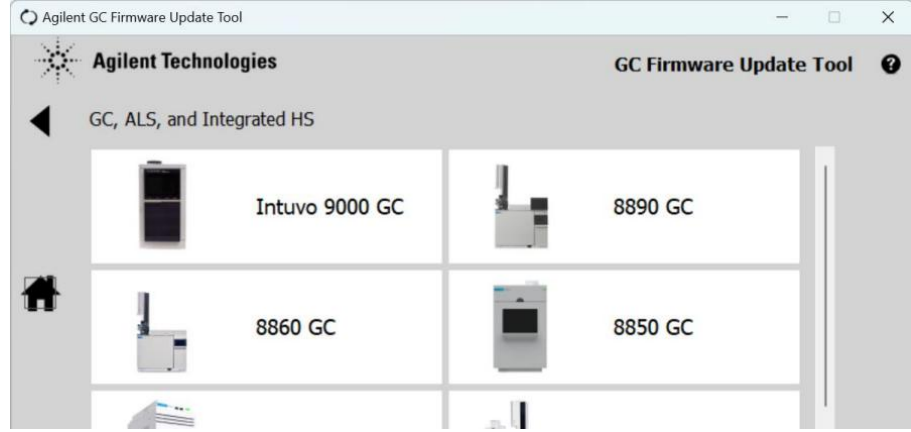 Agilent GC Firmware Update Tool
Agilent Technologies
GC Firmware Update Tool
?
GC, ALS, and Integrated HS
Intuvo 9000 GC
8890 GC
8860 GC
8850 GC